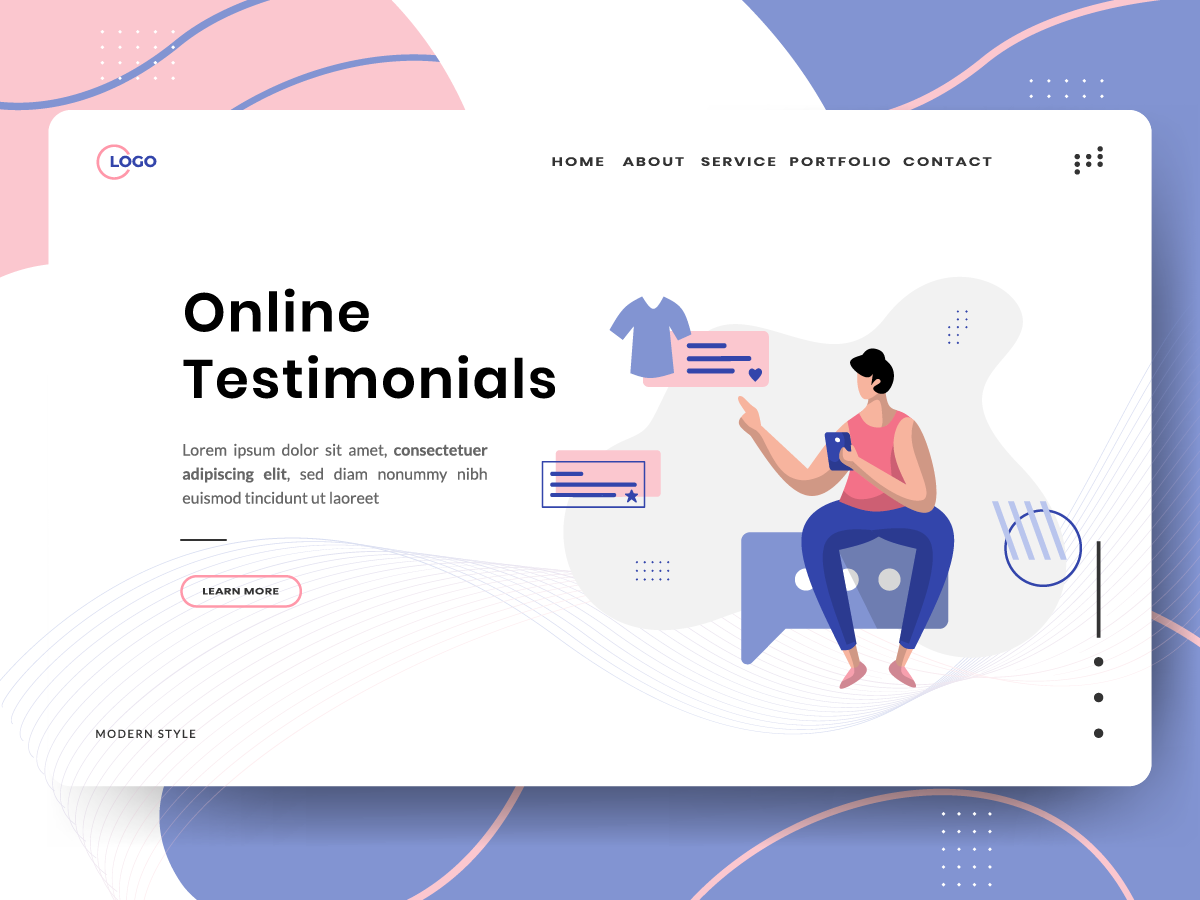 LOGO
HOME ABOUT SERVICE PORTFOLIO CONTACT
Online
Testimonials
Lorem ipsum dolor sit amet, consectetuer
adipiscing elit, sed diam nonummy nibh
euismod tincidunt ut laoreet
LEARN MORE
MODERN STYLE